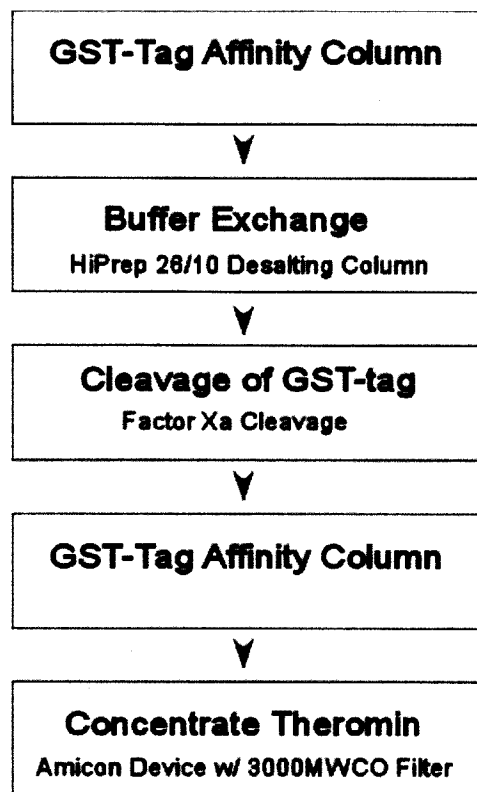 GST-Tag Affinity Column
Buffer Exchange
HiPrep 26/10 Desalting Column
Cleavage of GST-tag
Factor Xa Cleavage
GST-Tag Affinity Column
Concentrate Theromin
Amicon Device w/ 3000MWCO Filter